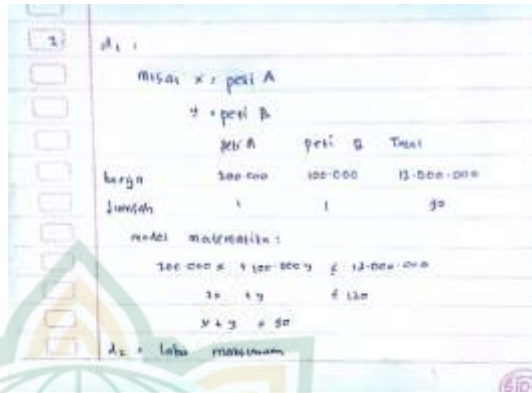 2. d1 :
misal x = peti A
y = peti B
peti A peti B Total
harga 200.000 100.000 12.000.000
Jumlah 1 1 90
model matematika :
200.000 x + 100.000 y ≤ 12.000.000
2x + y ≤ 120
x + y = 90
d2 = laba maksimum